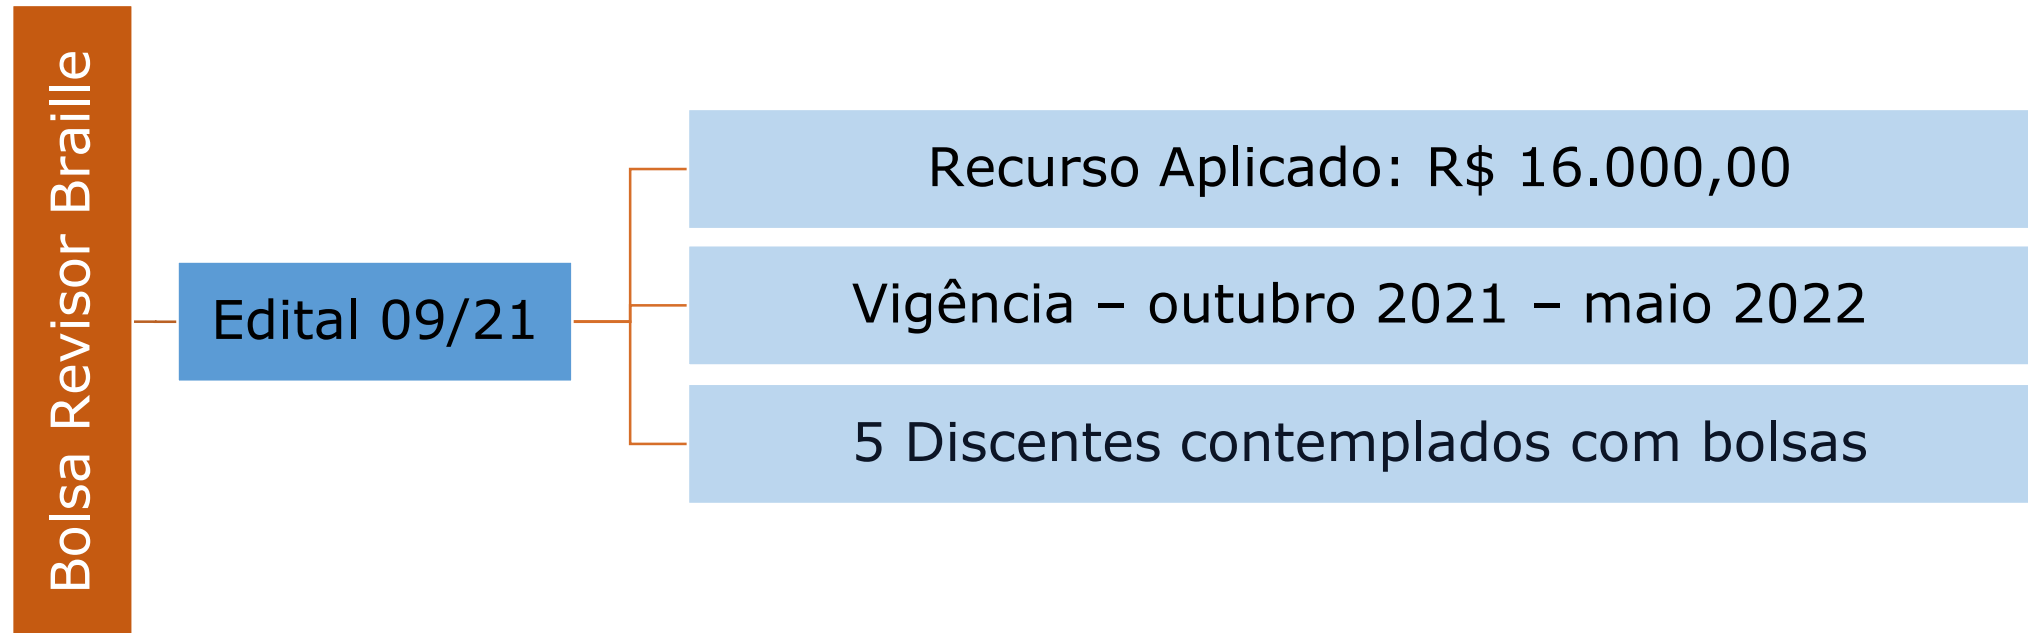 Bolsa Revisor Braille
Edital 09/21
Recurso Aplicado: R$ 16.000,00
Vigência – outubro 2021 – maio 2022
5 Discentes contemplados com bolsas